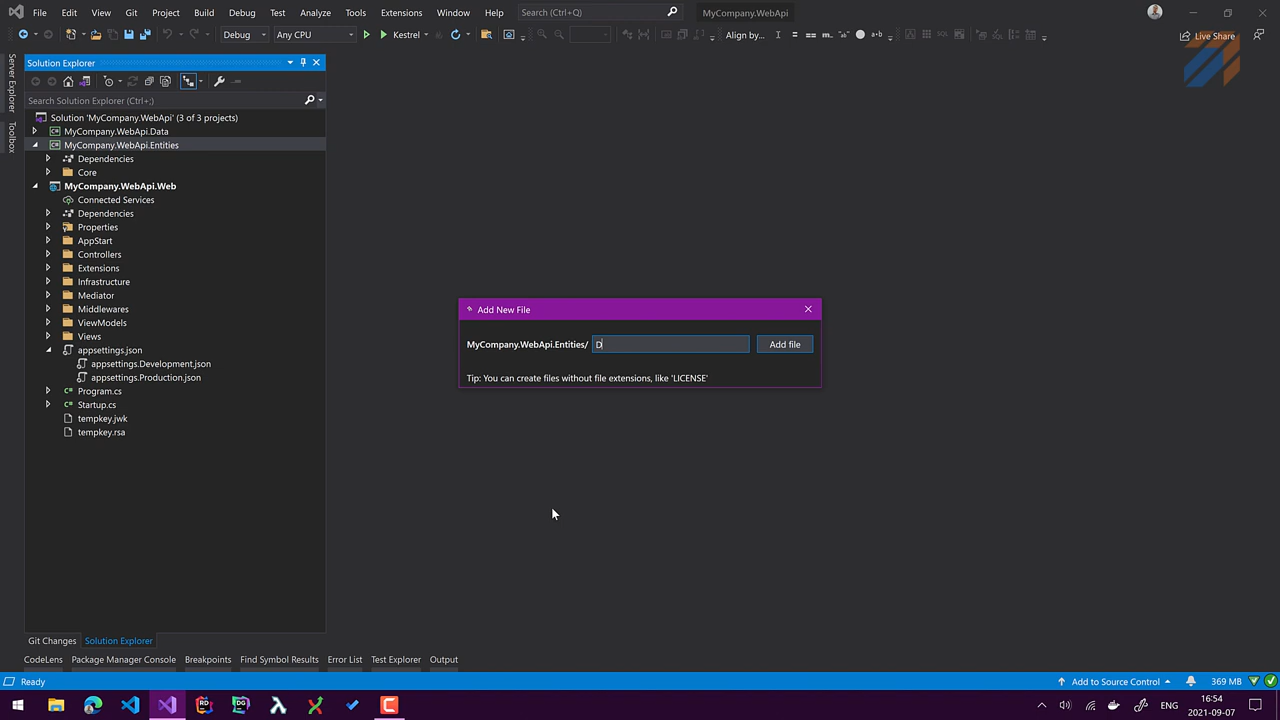 File Edit View Git Project Build Debug Test Analyze Tools Extensions Window Help Search (Ctrl+Q) MyCompany.WebApi
Debug Any CPU Kestrel Align by... Live Share
Server Explorer
Toolbox
Solution Explorer
Search Solution Explorer (Ctrl+;)
Solution 'MyCompany.WebApi' (3 of 3 projects)
MyCompany.WebApi.Data
MyCompany.WebApi.Entities
Dependencies
Core
MyCompany.WebApi.Web
Connected Services
Dependencies
Properties
AppStart
Controllers
Extensions
Infrastructure
Mediator
Middlewares
ViewModels
Views
appsettings.json
appsettings.Development.json
appsettings.Production.json
Program.cs
Startup.cs
tempkey.jwk
tempkey.rsa
Add New File
MyCompany.WebApi.Entities/ D Add file
Tip: You can create files without file extensions, like 'LICENSE'
Git Changes Solution Explorer
CodeLens Package Manager Console Breakpoints Find Symbol Results Error List Test Explorer Output
Ready Add to Source Control 369 MB
ENG 16:54
2021-09-07